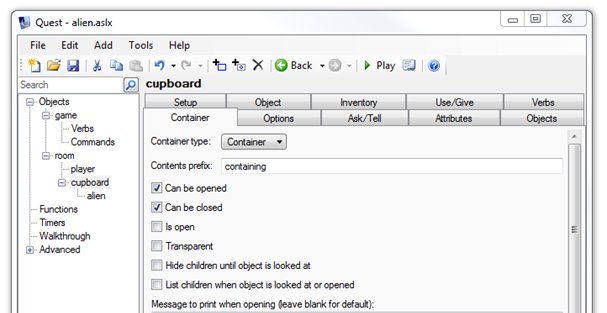 Quest - alien.aslx
File Edit Add Tools Help
Back Play
Search
Objects
game
Verbs
Commands
room
player
cupboard
alien
Functions
Timers
Walkthrough
Advanced
cupboard
Setup Object Inventory Use/Give Verbs
Container Options Ask/Tell Attributes Objects
Container type: Container
Contents prefix: containing
Can be opened
Can be closed
Is open
Transparent
Hide children until object is looked at
List children when object is looked at or opened
Message to print when opening (leave blank for default):